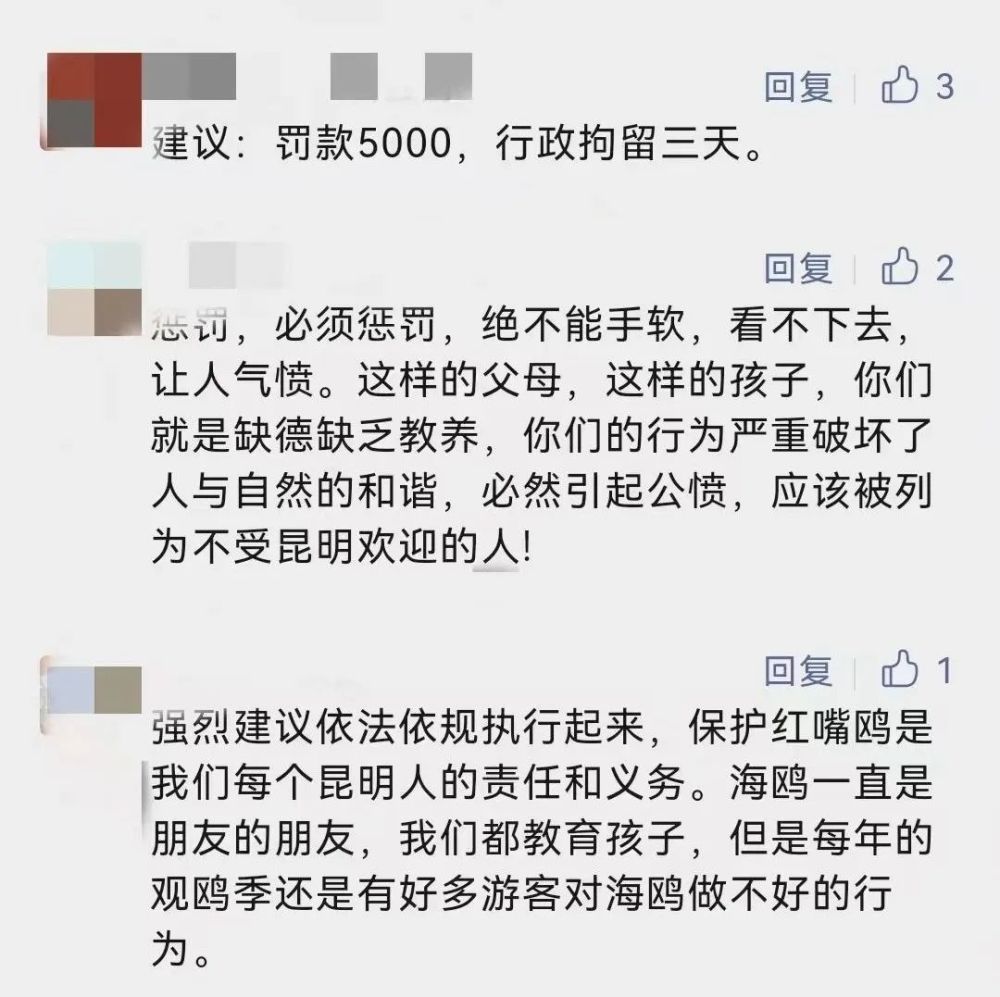 回复 3
建议：罚款5000，行政拘留三天。
回复 2
惩罚，必须惩罚，绝不能手软，看不下去，
让人气愤。这样的父母，这样的孩子，你们
就是缺德缺乏教养，你们的行为严重破坏了
人与自然的和谐，必然引起公愤，应该被列
为不受昆明欢迎的人！
回复 1
强烈建议依法依规执行起来，保护红嘴鸥是
我们每个昆明人的责任和义务。海鸥一直是
朋友的朋友，我们都教育孩子，但是每年的
观鸥季还是有好多游客对海鸥做不好的行
为。